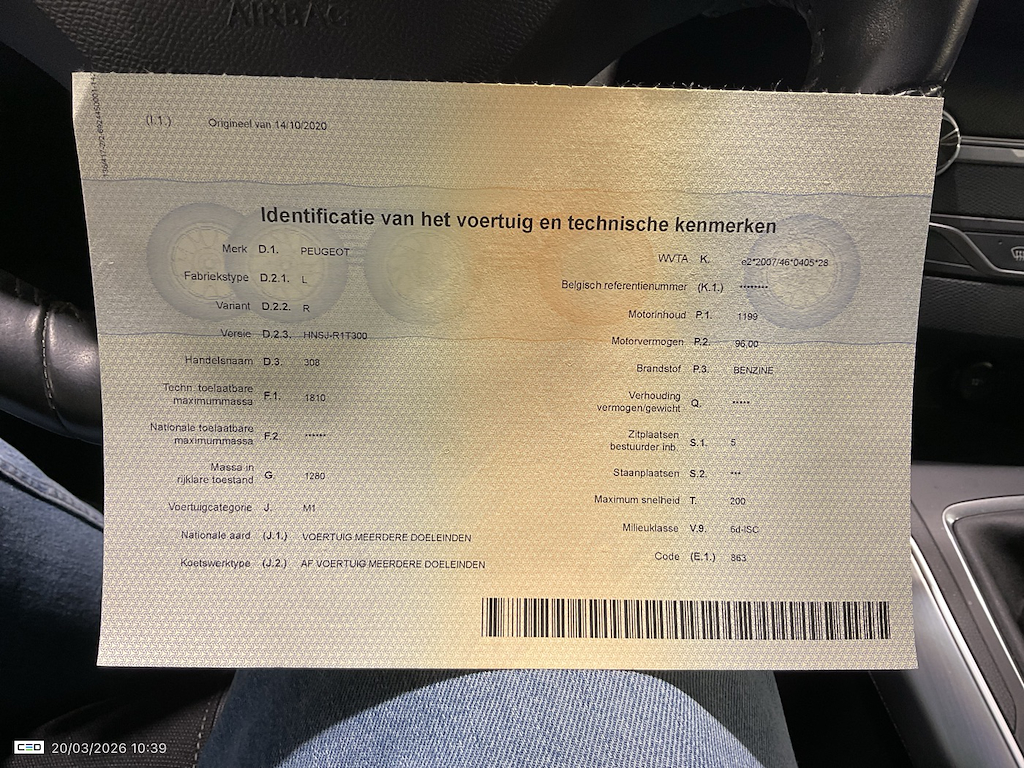 AIRBAG
(I.1.) Origineel van 14/10/2020
Identificatie van het voertuig en technische kenmerken
Merk D.1. PEUGEOT
Fabriekstype D.2.1. L
Variant D.2.2. R
Versie D.2.3. HNSJ-R1T300
Handelsnaam D.3. 308
Techn. toelaatbare
maximummassa F.1. 1810
Nationale toelaatbare
maximummassa F.2. ******
Massa in
rijklare toestand G. 1280
Voertuigcategorie J. M1
Nationale aard (J.1.) VOERTUIG MEERDERE DOELEINDEN
Koetswerktype (J.2.) AF VOERTUIG MEERDERE DOELEINDEN
WVTA K. e2*2007/46*0405*28
Belgisch referentienummer (K.1.) ********
Motorinhoud P.1. 1199
Motorvermogen P.2. 96,00
Brandstof P.3. BENZINE
Verhouding
vermogen/gewicht Q. *****
Zitplaatsen
bestuurder inb. S.1. 5
Staanplaatsen S.2. ***
Maximum snelheid T. 200
Milieuklasse V.9. 6d-ISC
Code (E.1.) 863
20/03/2026 10:39